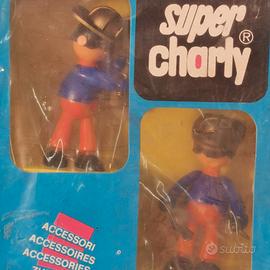 super
charly ®
ACCESSORI
ACCESSOIRES
ACCESSORIES
subito